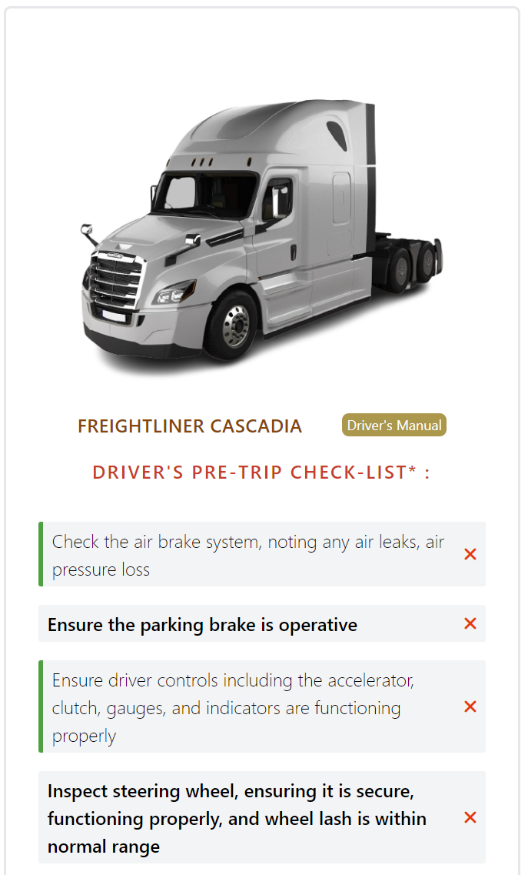 FREIGHTLINER CASCADIA Driver's Manual
DRIVER'S PRE-TRIP CHECK-LIST* :
Check the air brake system, noting any air leaks, air
pressure loss
Ensure the parking brake is operative
Ensure driver controls including the accelerator,
clutch, gauges, and indicators are functioning
properly
Inspect steering wheel, ensuring it is secure,
functioning properly, and wheel lash is within
normal range